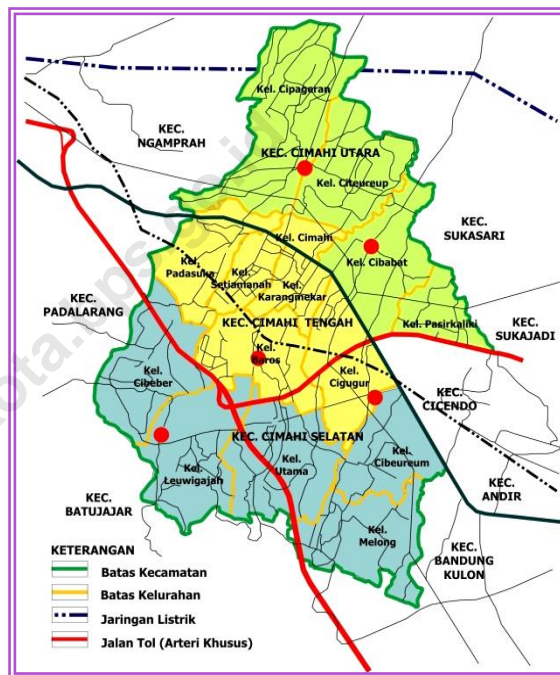 Kel. Cipageran
KEC.
NGAMPRAH
KEC. CIMAHI UTARA
Kel. Citeureup
KEC.
SUKASARI
Kel. Cimahi
Kel. Cibabat
Kel.
Padasuka
Kel.
Setiamanah
Kel.
Karangmekar
KEC.
PADALARANG
KEC. CIMAHI TENGAH
Kel. Pasirkaliki
KEC.
SUKAJADI
Kel.
Baros
Kel.
Cibeber
Kel.
Cigugur
KEC.
CICENDO
KEC. CIMAHI SELATAN
Kel.
Cibeureum
Kel.
Leuwigajah
Kel.
Utama
KEC.
ANDIR
KEC.
BATUJAJAR
Kel.
Melong
KEC.
BANDUNG
KULON
KETERANGAN
Batas Kecamatan
Batas Kelurahan
Jaringan Listrik
Jalan Tol (Arteri Khusus)